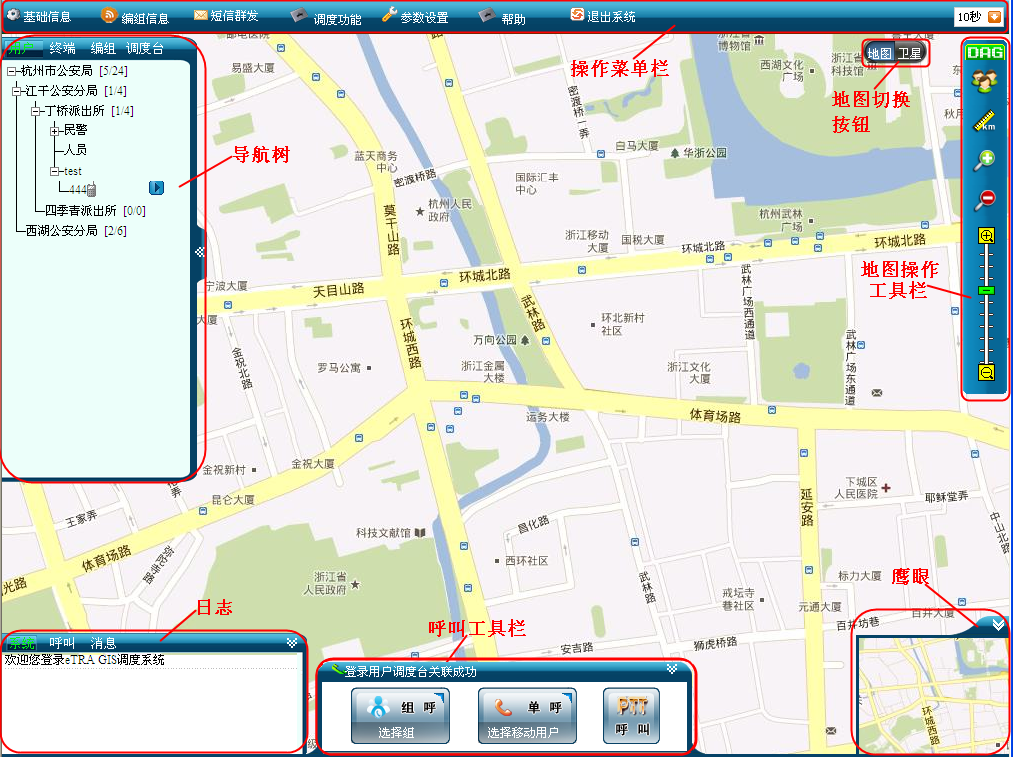 基础信息 编组信息 短信群发 调度功能 参数设置 帮助 退出系统 10秒
操作菜单栏
用户 终端 编组 调度台
杭州市公安局 [5/24]
江干公安分局 [1/4]
丁桥派出所 [1/4]
民警
人员
test
444
四季青派出所 [0/0]
西湖公安分局 [2/6]
导航树
地图 卫星
地图切换
按钮
DAG
km
地图操作
工具栏
易盛大厦
博物馆
西湖文化
广场
科技馆
密渡桥一弄
白马大厦
华浙公园
蓝天商务
中心
密渡桥路
国际汇丰
中心
杭州人民
政府
莫干山路
杭州武林
广场
浙江移动
大厦
国税大厦
环城北路
环城北路
环城北路
天目山路
宁波大厦
大厦
武林路
武林广场西通道
武林广场东通道
环北新村
社区
万向公园
环城西路
金祝北路
罗马公寓
浙江金属
大楼
浙江文化
大厦
运务大楼
体育场路
金祝新村
金祝大厦
昆仑大厦
王家弄
体育场路
科技文献馆
昌化路
西环社区
浙江省
人民政府
武林路
延安路
下城区
人民医院
耶稣堂弄
中山北路
标力大厦
戒坛寺
巷社区
元通大厦
百井坊巷
百井大厦
狮虎桥路
安吉路
鹰眼
日志
呼叫工具栏
系统 呼叫 消息
欢迎您登录eTRA GIS调度系统
登录用户调度台关联成功
组 呼
选择组
单 呼
选择移动用户
PTT
呼 叫
环城西路